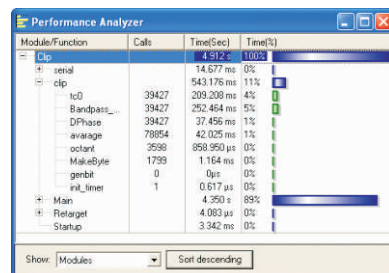 Performance Analyzer
Module/Function Calls Time(Sec) Time(%)
Clip 4.912 s 100%
serial 14.677 ms 0%
clip 543.176 ms 11%
tc0 39427 209.208 ms 4%
Bandpass_... 39427 252.464 ms 5%
DPhase 39427 37.456 ms 1%
avarage 78854 42.025 ms 1%
octant 3598 858.950 µs 0%
MakeByte 1799 1.164 ms 0%
genbit 0 0µs 0%
init_timer 1 0.617 µs 0%
Main 4.350 s 89%
Retarget 4.083 µs 0%
Startup 3.342 ms 0%
Show: Modules Sort descending